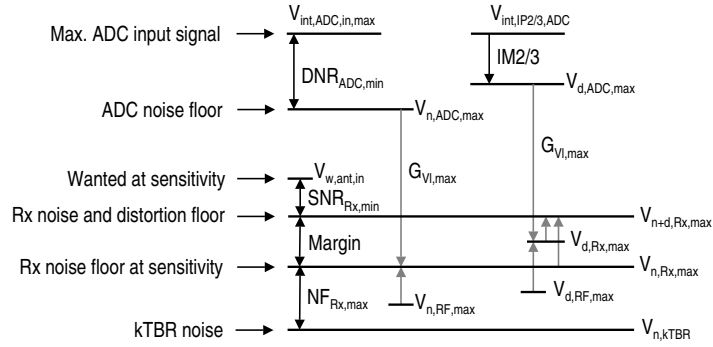 V_int,ADC,in,max
V_int,IP2/3,ADC
Max. ADC input signal
IM2/3
DNR_ADC,min
V_d,ADC,max
ADC noise floor
V_n,ADC,max
G_VI,max
Wanted at sensitivity
V_w,ant,in
G_VI,max
SNR_Rx,min
Rx noise and distortion floor
V_n+d,Rx,max
Margin
V_d,Rx,max
Rx noise floor at sensitivity
V_n,Rx,max
NF_Rx,max
V_n,RF,max
V_d,RF,max
kTBR noise
V_n,kTBR